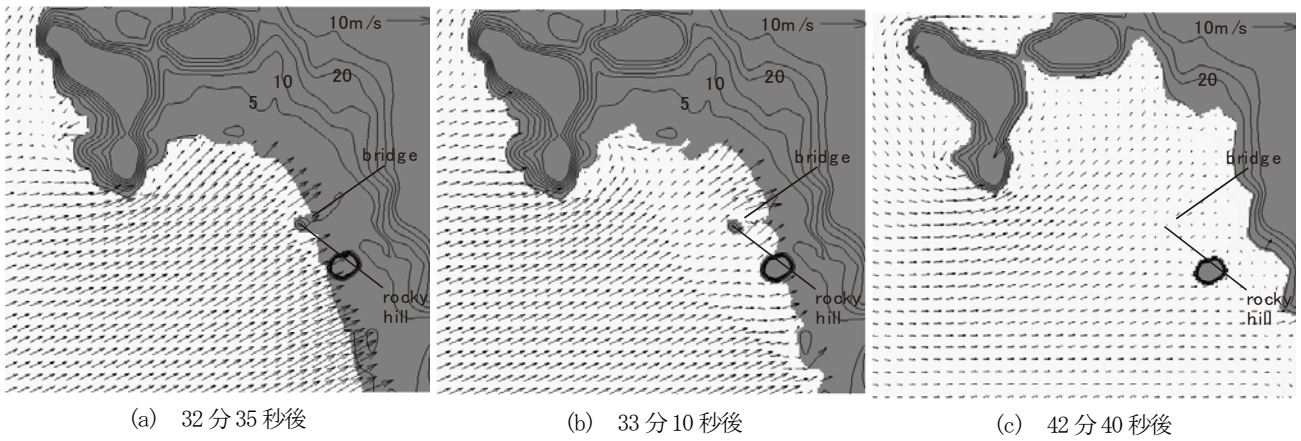 10m/s
20
10
5
bridge
rocky
hill
10m/s
20
10
5
bridge
rocky
hill
10m/s
20
bridge
rocky
hill
(a) 32分35秒後
(b) 33分10秒後
(c) 42分40秒後